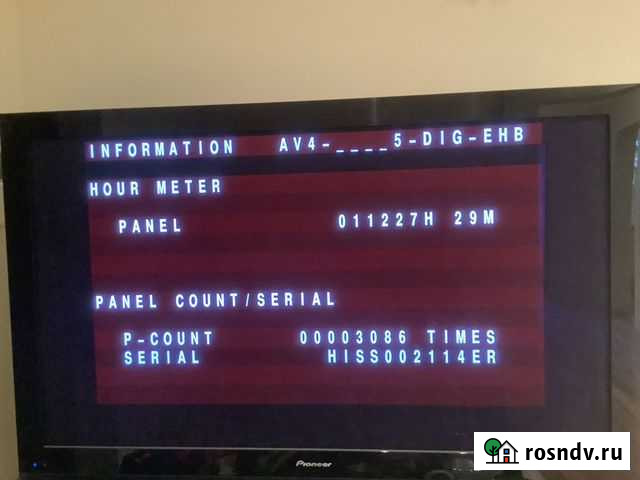 INFORMATION AV4-____5-DIG-EHB
HOUR METER
PANEL 011227H 29M
PANEL COUNT/SERIAL
P-COUNT 00003086 TIMES
SERIAL HISS002114ER
Pioneer
rosndv.ru